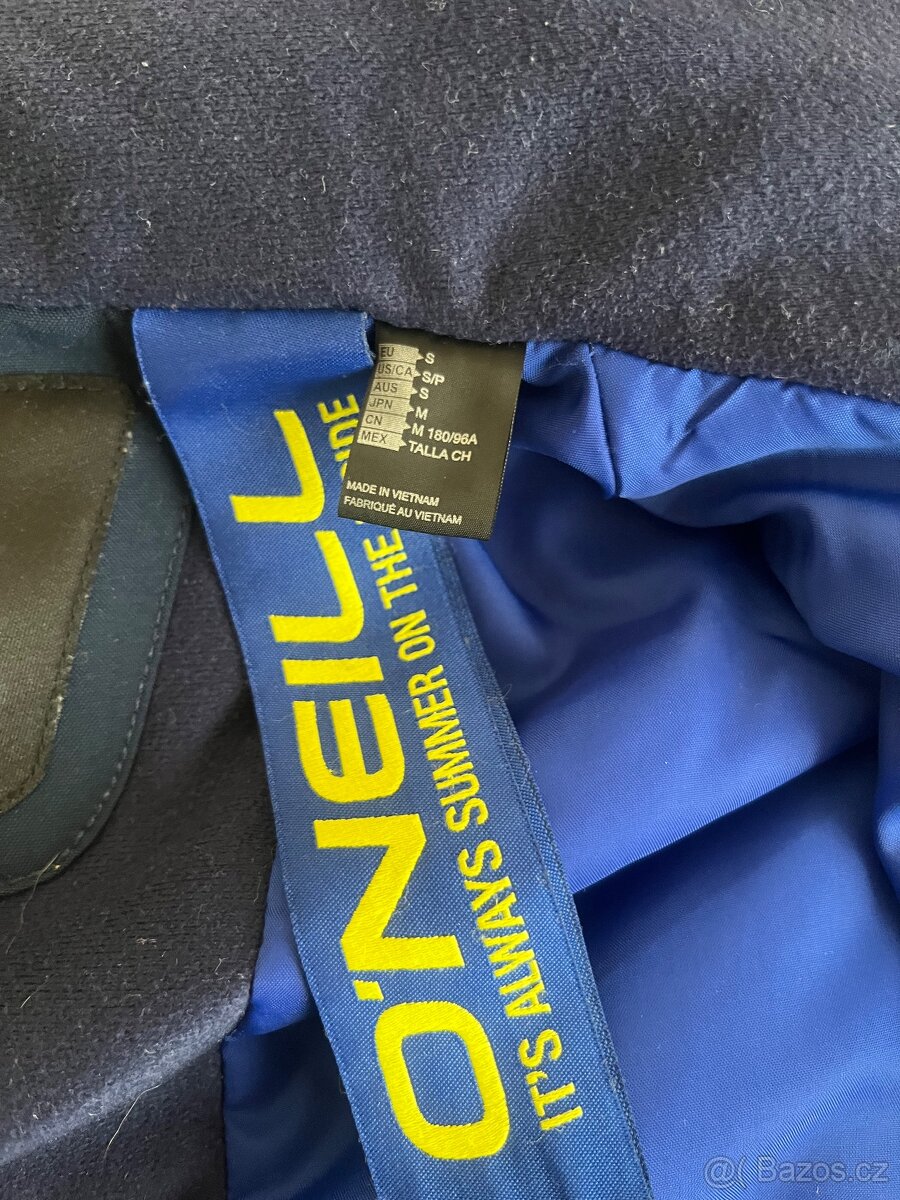 EU S
US/CA S/P
AUS S
JPN M
CN M 180/96A
MEX TALLA CH
MADE IN VIETNAM
FABRIQUÉ AU VIETNAM
O'NEILL
IT'S ALWAYS SUMMER ON THE
@( Bazos.cz